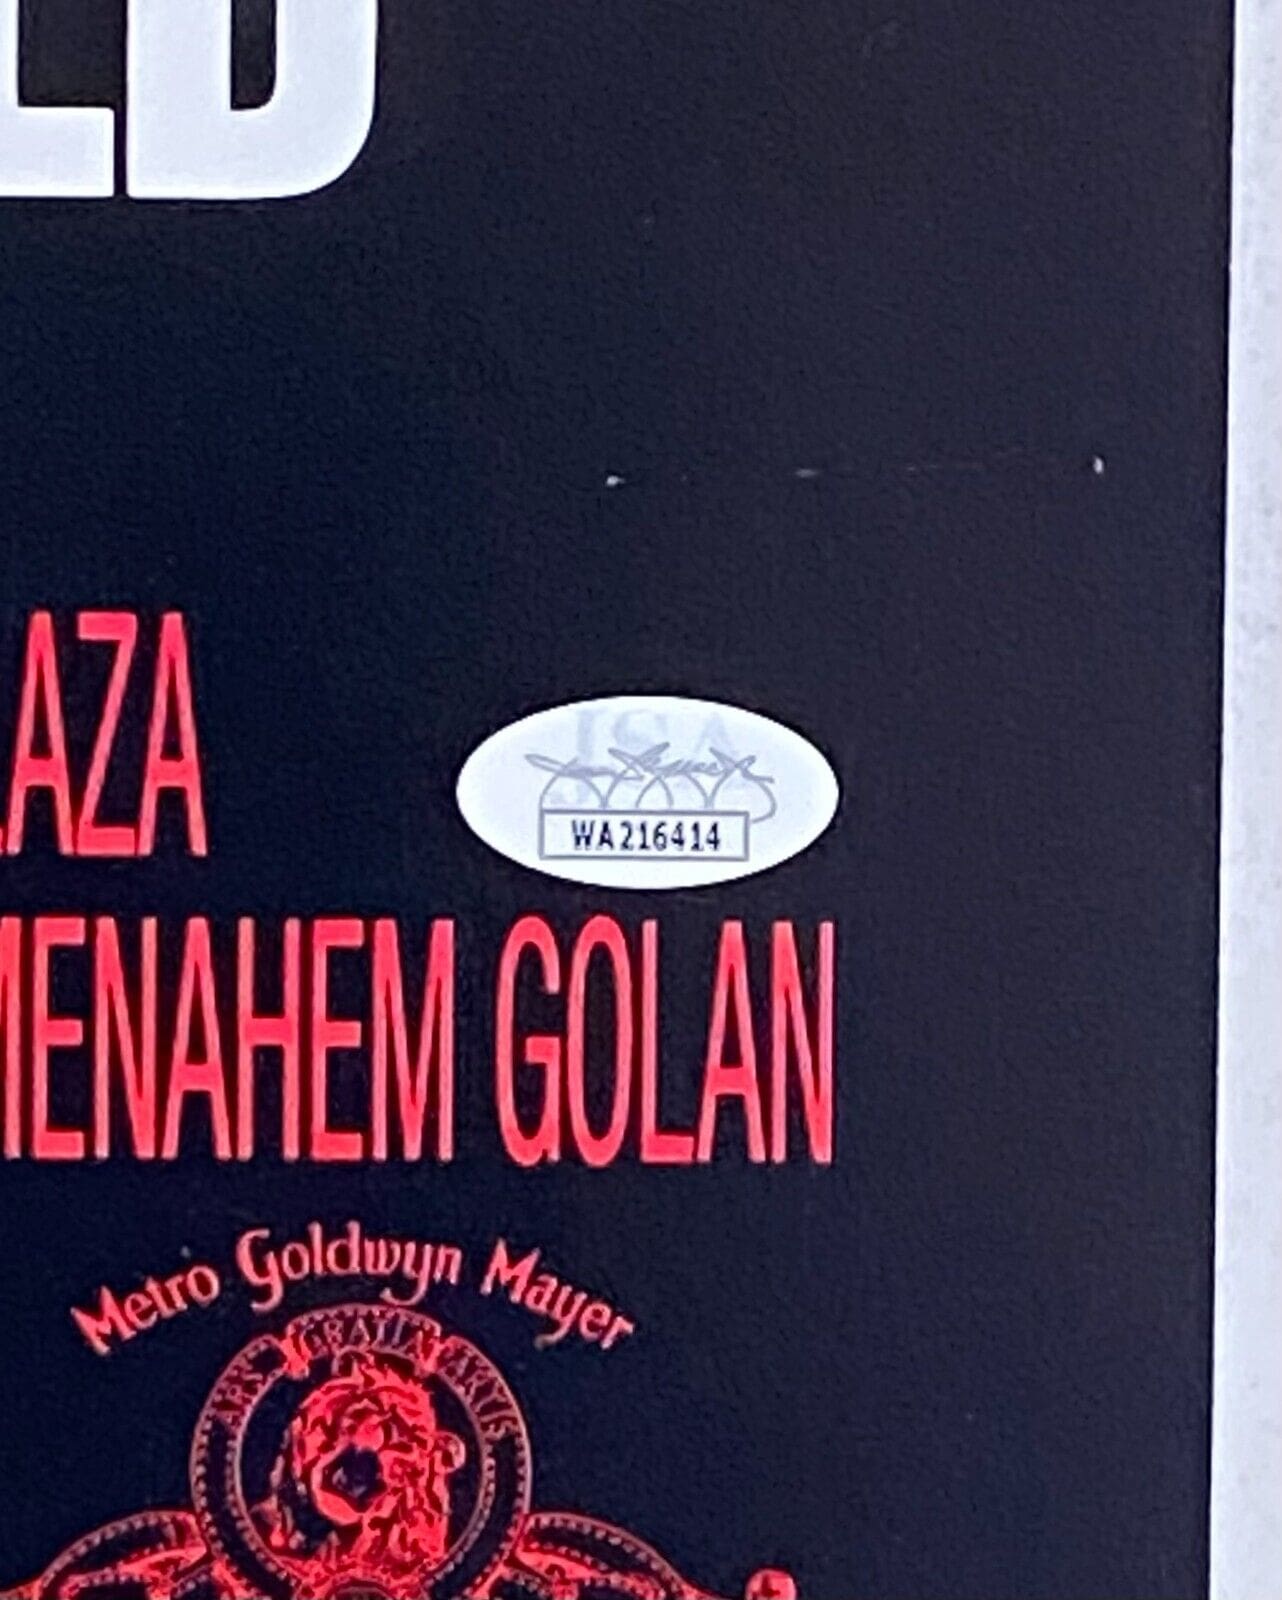 LD
LAZA
JSA
WA216414
MENAHEM GOLAN
Metro Goldwyn Mayer
ARS GRATIA ARTIS